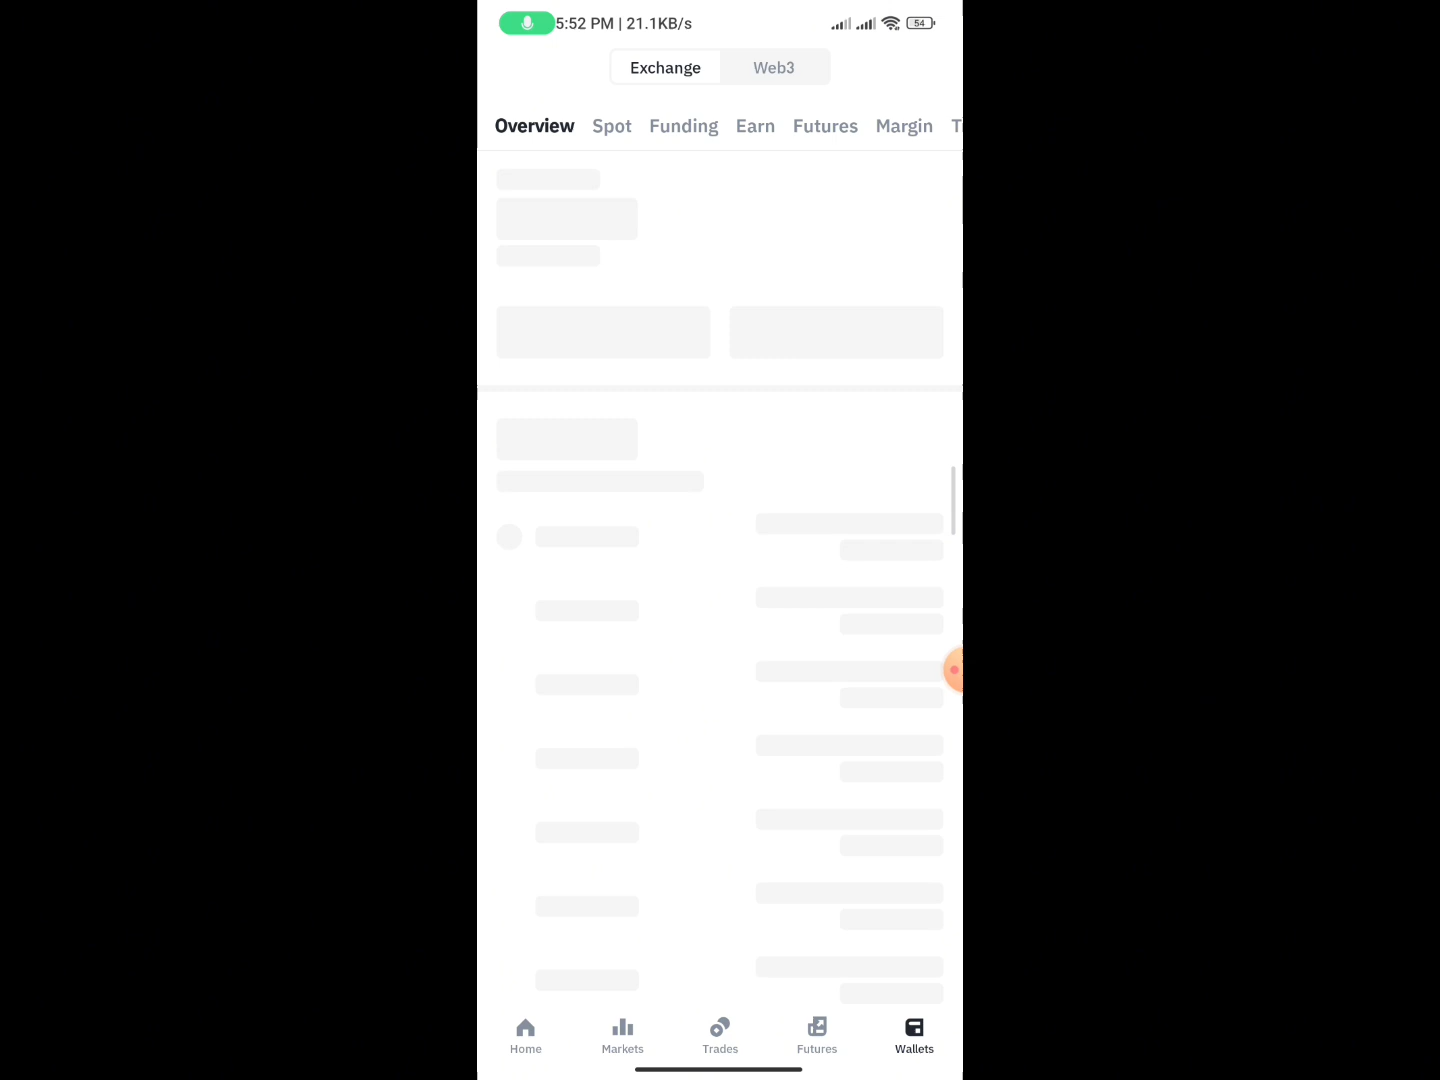 5:52 PM | 21.1KB/s 54
Exchange Web3
Overview Spot Funding Earn Futures Margin
Home Markets Trades Futures Wallets